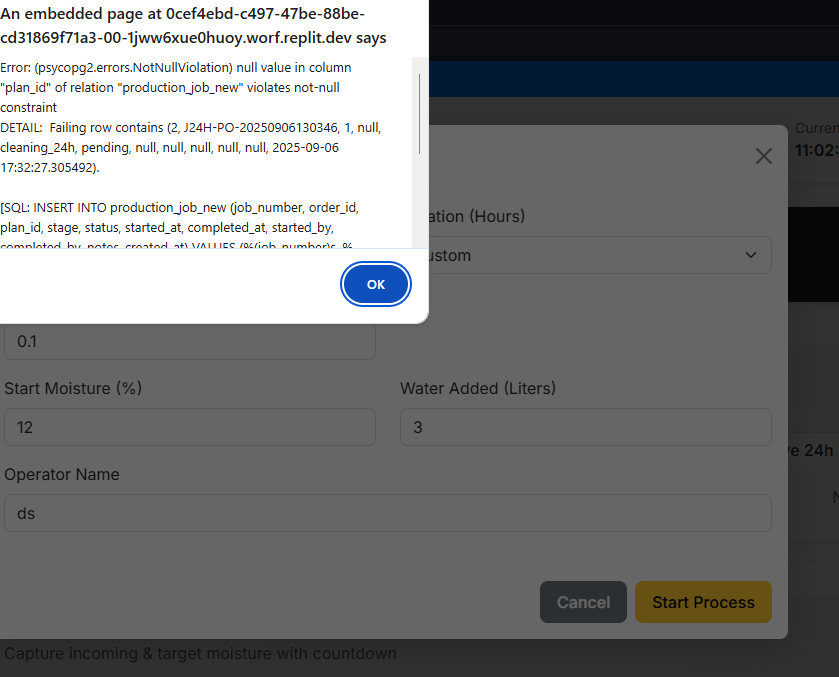 An embedded page at 0cef4ebd-c497-47be-88be-
cd31869f71a3-00-1jww6xue0huoy.worf.replit.dev says
Error: (psycopg2.errors.NotNullViolation) null value in column
"plan_id" of relation "production_job_new" violates not-null
constraint
DETAIL:  Failing row contains (2, J24H-PO-20250906130346, 1, null,
cleaning_24h, pending, null, null, null, null, null, 2025-09-06
17:32:27.305492).
[SQL: INSERT INTO production_job_new (job_number, order_id,
plan_id, stage, status, started_at, completed_at, started_by,
completed_by, notes, created_at) VALUES (%(job_number)s, %
OK
Curren
11:02:
ation (Hours)
ustom
0.1
Start Moisture (%)
Water Added (Liters)
12
3
ve 24h
Operator Name
ds
Cancel
Start Process
Capture incoming & target moisture with countdown